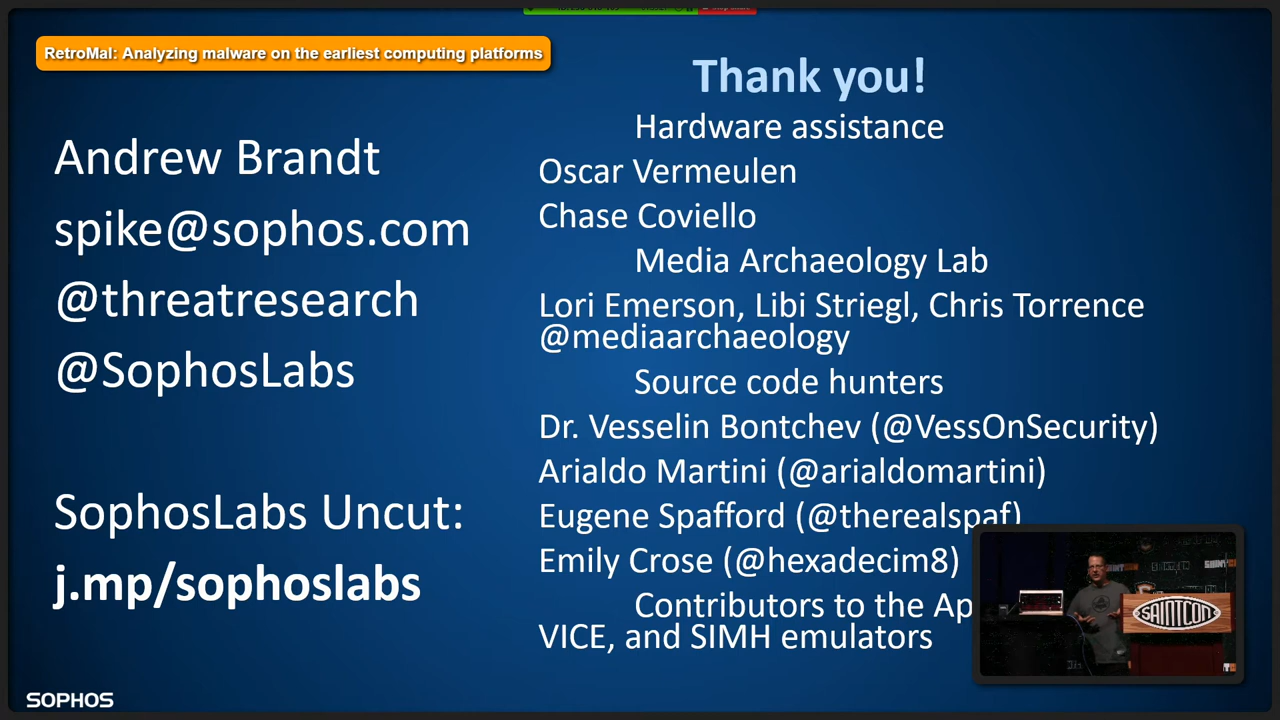 RetroMal: Analyzing malware on the earliest computing platforms
Andrew Brandt
spike@sophos.com
@threatresearch
@SophosLabs
SophosLabs Uncut:
j.mp/sophoslabs
SOPHOS
Thank you!
Hardware assistance
Oscar Vermeulen
Chase Coviello
Media Archaeology Lab
Lori Emerson, Libi Striegl, Chris Torrence
@mediaarchaeology
Source code hunters
Dr. Vesselin Bontchev (@VessOnSecurity)
Arialdo Martini (@arialdomartini)
Eugene Spafford (@therealspaf)
Emily Crose (@hexadecim8)
Contributors to the Ap
VICE, and SIMH emulators
SAINTCON